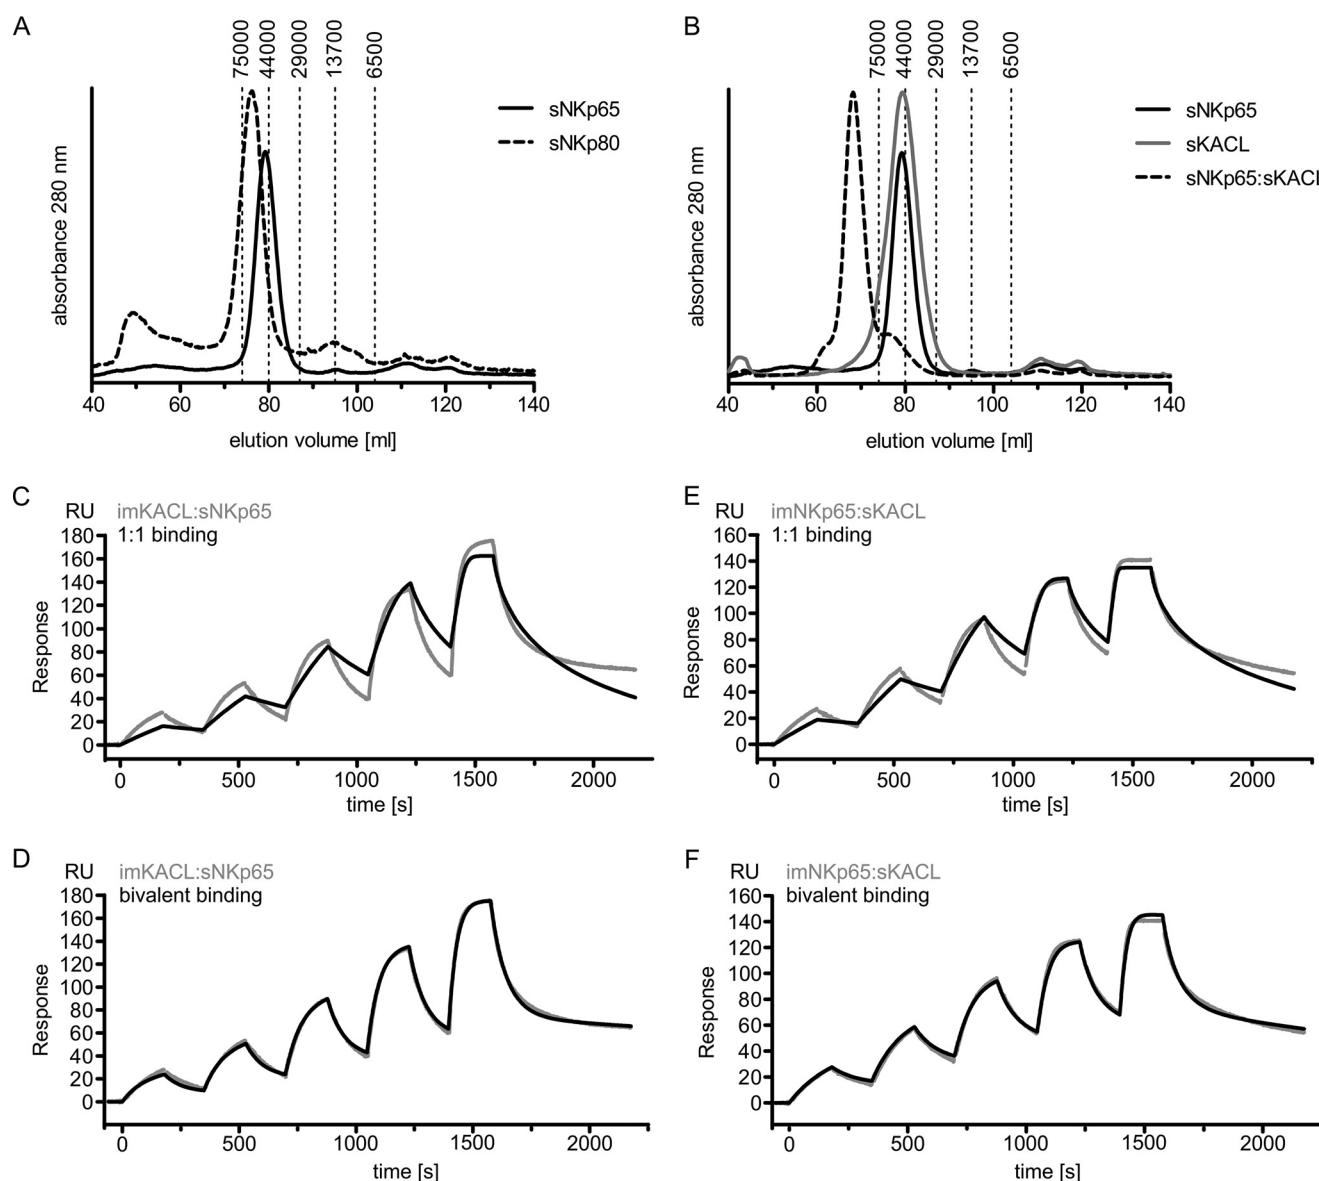 A
75000 44000 29000 13700 6500
absorbance 280 nm
sNKp65
sNKp80
40 60 80 100 120 140
elution volume [ml]
B
75000 44000 29000 13700 6500
absorbance 280 nm
sNKp65
sKACL
sNKp65:sKACL
40 60 80 100 120 140
elution volume [ml]
C
RU imKACL:sNKp65
1:1 binding
180
160
140
120
100
80
60
40
20
0
Response
0 500 1000 1500 2000
time [s]
E
RU imNKp65:sKACL
1:1 binding
160
140
120
100
80
60
40
20
0
Response
0 500 1000 1500 2000
time [s]
D
RU imKACL:sNKp65
bivalent binding
180
160
140
120
100
80
60
40
20
0
Response
0 500 1000 1500 2000
time [s]
F
RU imNKp65:sKACL
bivalent binding
160
140
120
100
80
60
40
20
0
Response
0 500 1000 1500 2000
time [s]